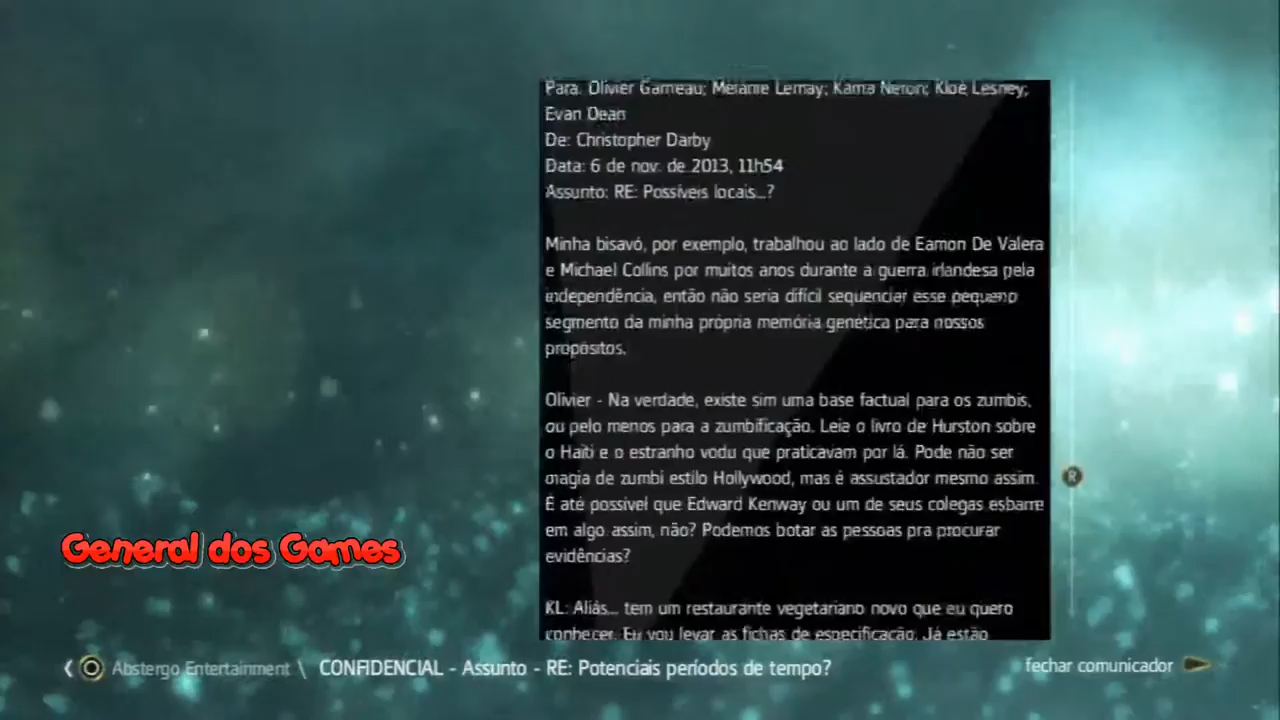 Para: Olivier Garneau; Mélanie Lemay; Karina Neron; Kloé Lesney;
Evan Dean
De: Christopher Darby
Data: 6 de nov. de 2013, 11h54
Assunto: RE: Possíveis locais...?
Minha bisavó, por exemplo, trabalhou ao lado de Eamon De Valera
e Michael Collins por muitos anos durante a guerra irlandesa pela
independência, então não seria difícil sequenciar esse pequeno
segmento da minha própria memória genética para nossos
propósitos.
Olivier - Na verdade, existe sim uma base factual para os zumbis,
ou pelo menos para a zumbificação. Leia o livro de Hurston sobre
o Haiti e o estranho vodu que praticavam por lá. Pode não ser
magia de zumbi estilo Hollywood, mas é assustador mesmo assim.
É até possível que Edward Kenway ou um de seus colegas esbarre
em algo assim, não? Podemos botar as pessoas pra procurar
evidências?
KL: Aliás... tem um restaurante vegetariano novo que eu quero
conhecer. Eu vou levar as fichas de especificação. Já estão
R
General dos Games
Abstergo Entertainment \ CONFIDENCIAL - Assunto - RE: Potenciais períodos de tempo?
fechar comunicador